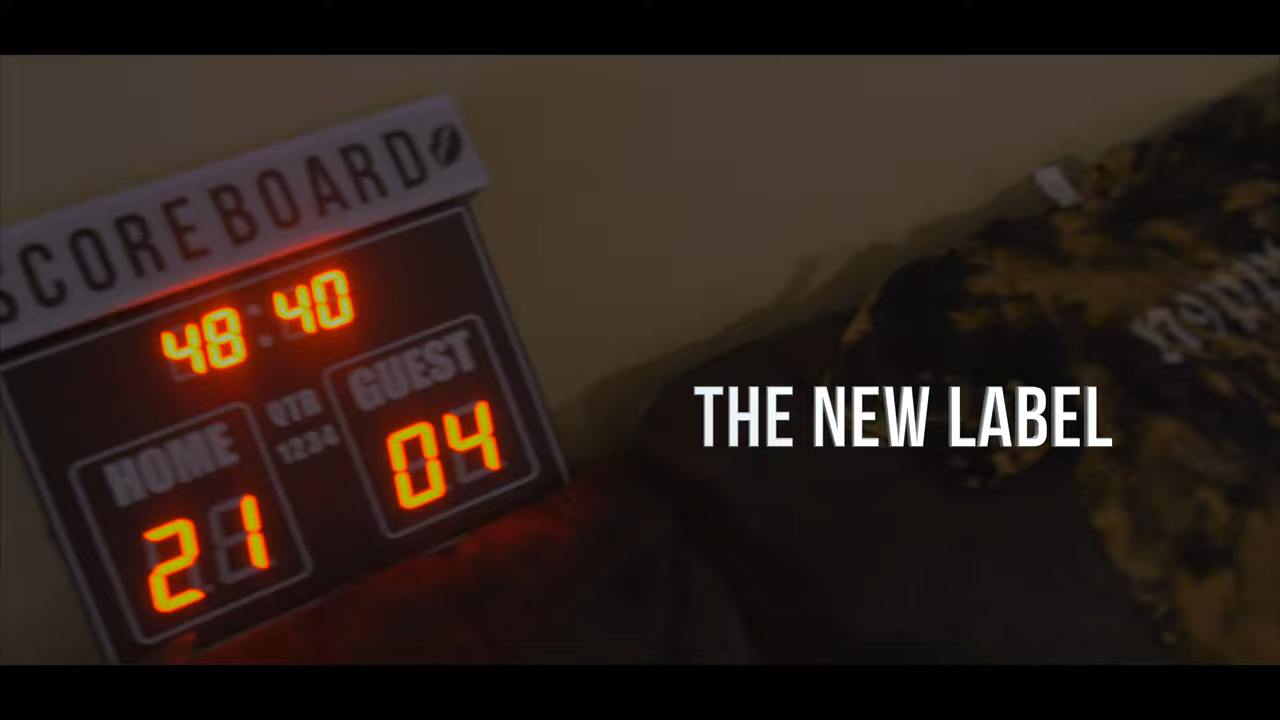 SCOREBOARD
48:40
GUEST
QTR
1234
HOME
04
21
THE NEW LABEL